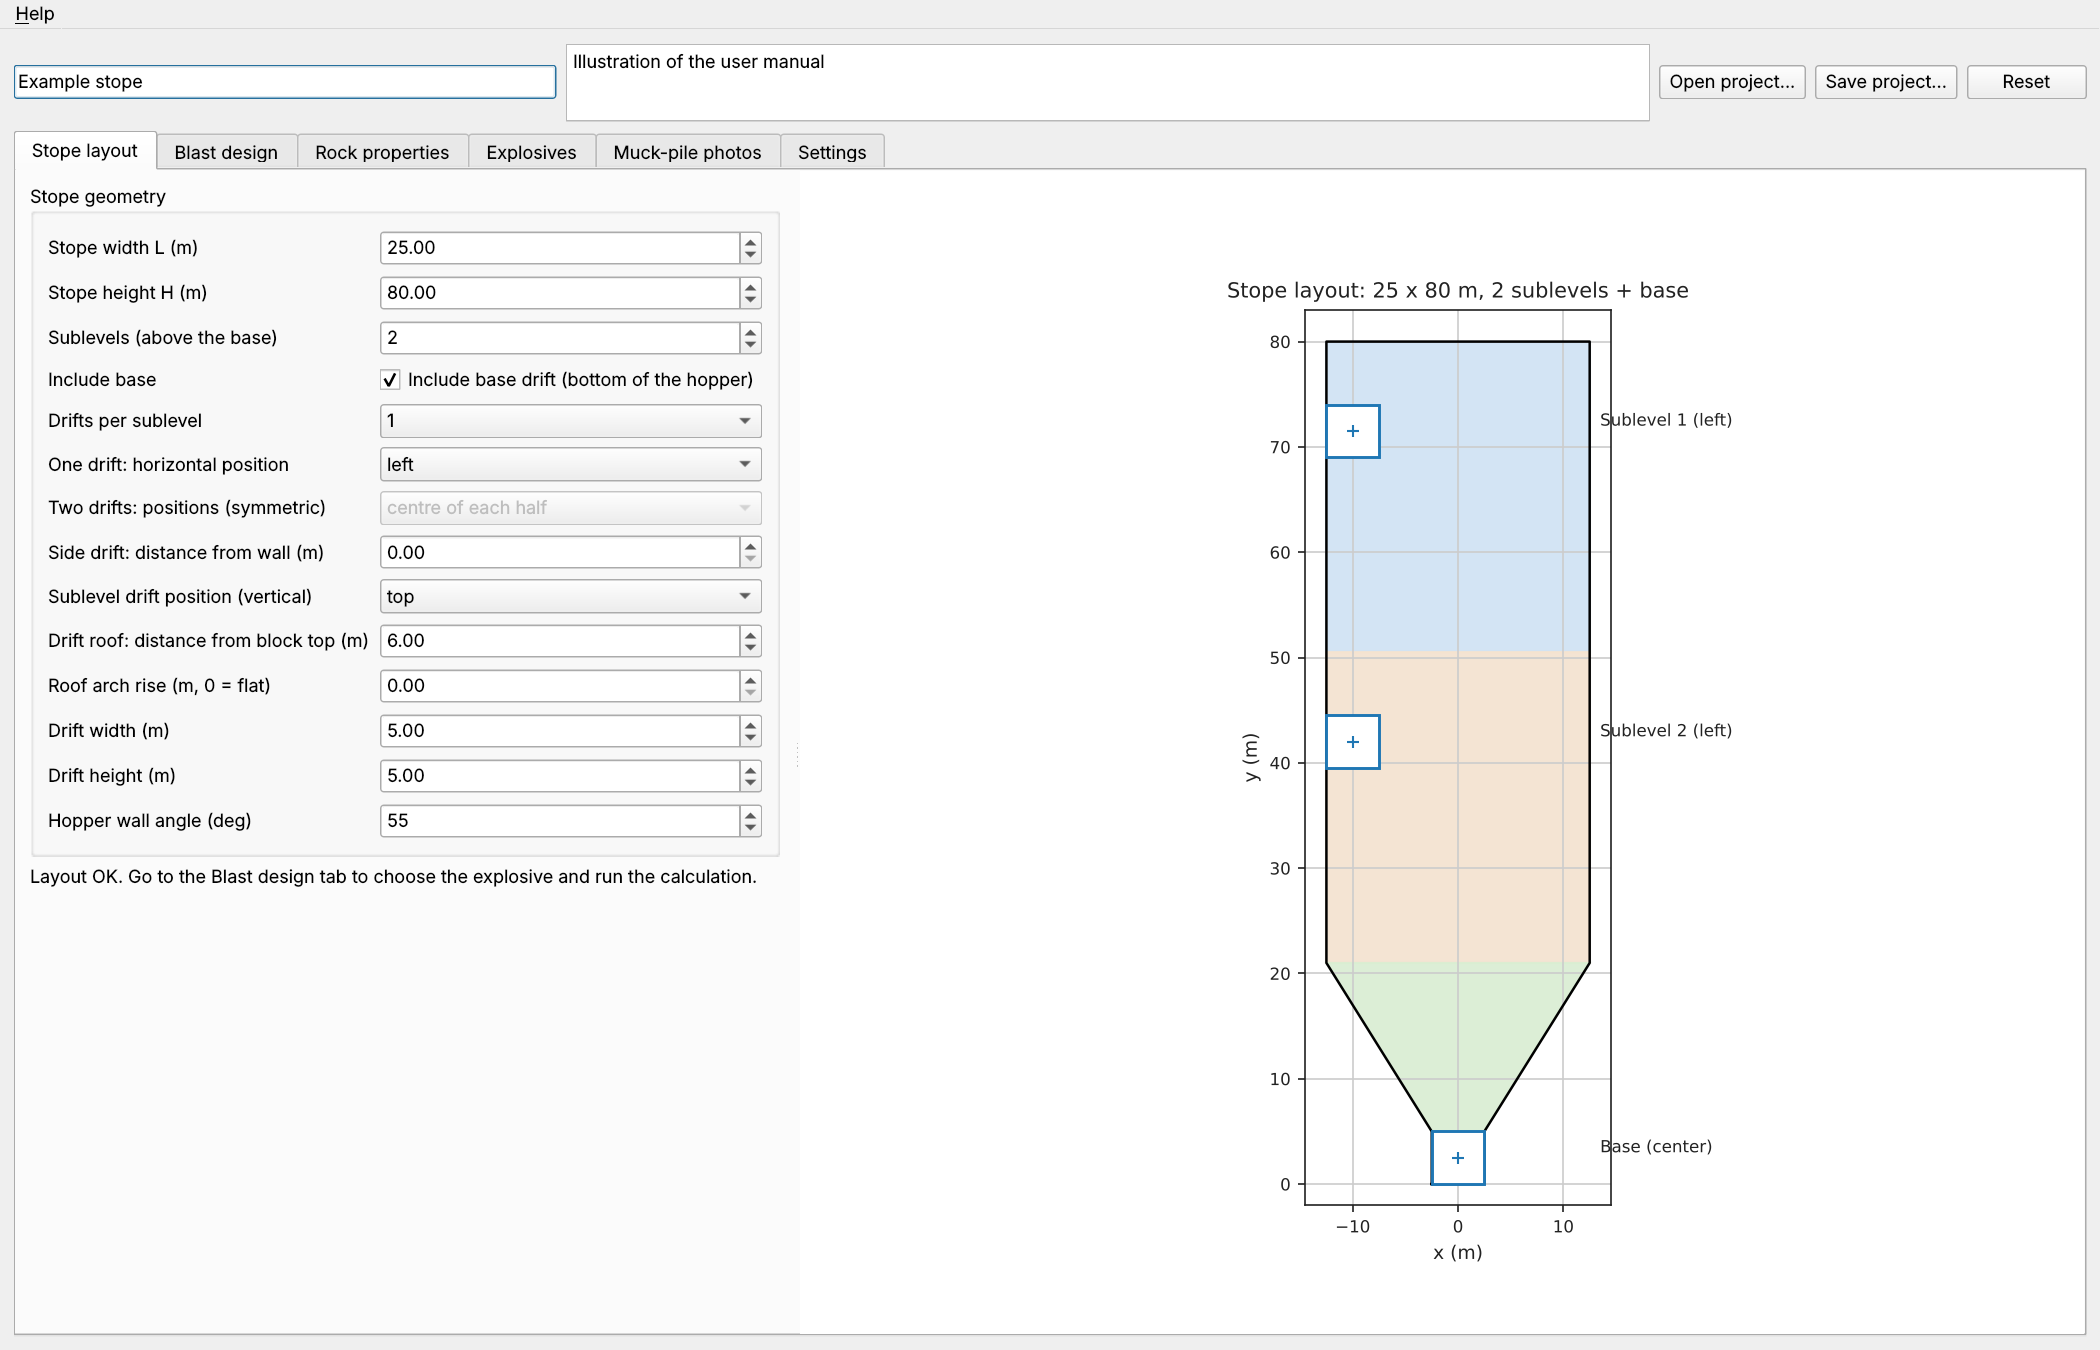 Help
Example stope
Illustration of the user manual
Open project...
Save project...
Reset
Stope layout
Blast design
Rock properties
Explosives
Muck-pile photos
Settings
Stope geometry
Stope width L (m) 25.00
Stope height H (m) 80.00
Sublevels (above the base) 2
Include base Include base drift (bottom of the hopper)
Drifts per sublevel 1
One drift: horizontal position left
Two drifts: positions (symmetric) centre of each half
Side drift: distance from wall (m) 0.00
Sublevel drift position (vertical) top
Drift roof: distance from block top (m) 6.00
Roof arch rise (m, 0 = flat) 0.00
Drift width (m) 5.00
Drift height (m) 5.00
Hopper wall angle (deg) 55
Layout OK. Go to the Blast design tab to choose the explosive and run the calculation.
Stope layout: 25 x 80 m, 2 sublevels + base
80
Sublevel 1 (left)
70
60
50
Sublevel 2 (left)
y (m)
40
30
20
10
Base (center)
0
−10 0 10
x (m)